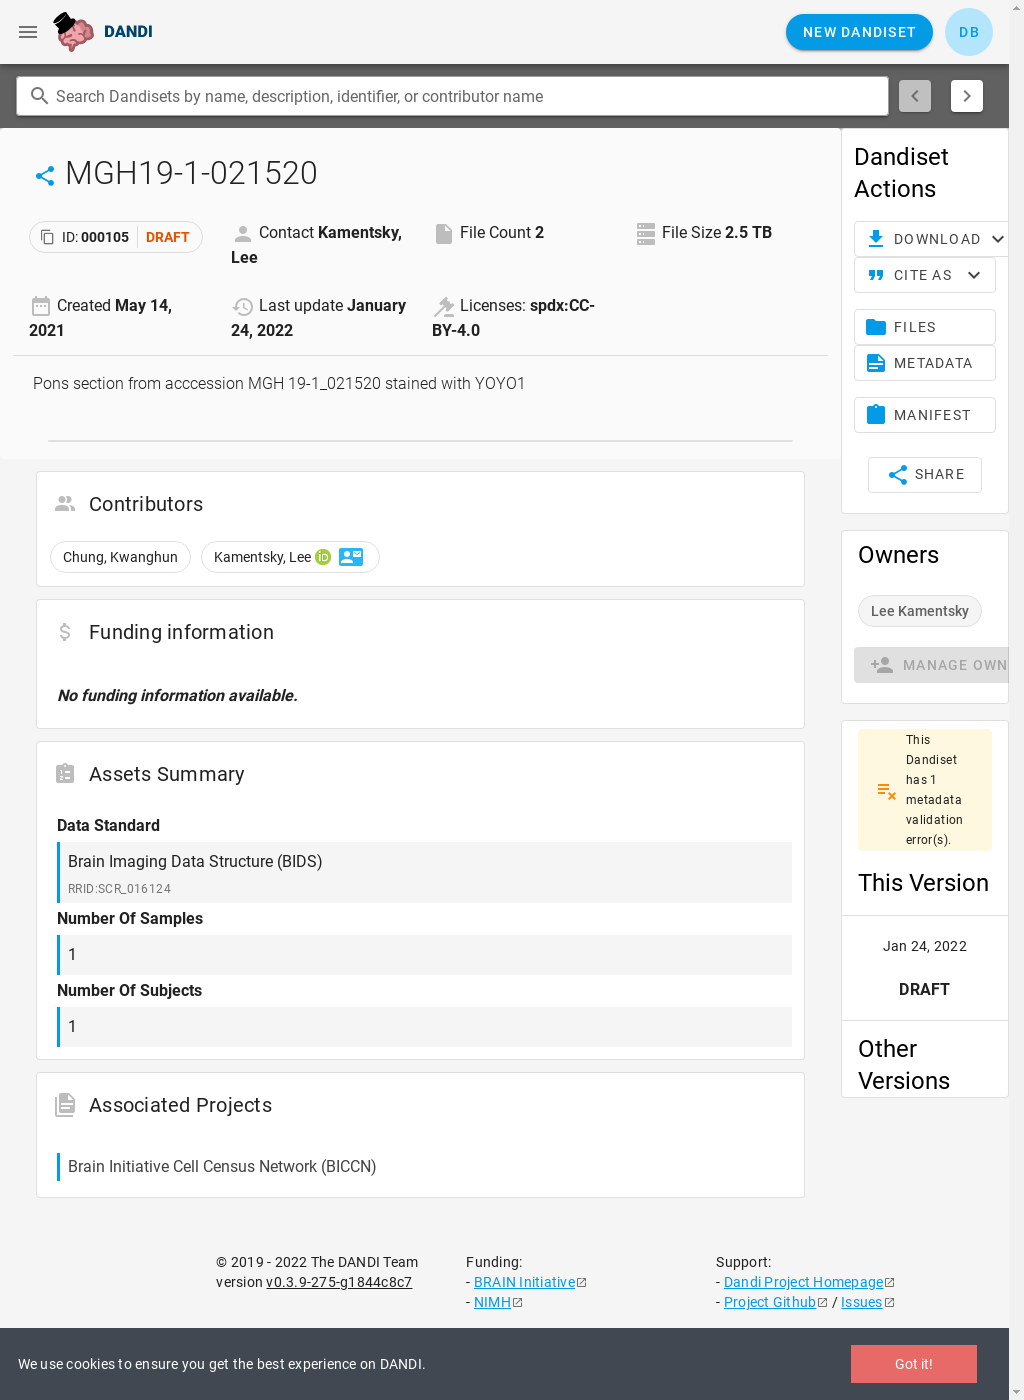 DANDI
NEW DANDISET
DB
Search Dandisets by name, description, identifier, or contributor name
MGH19-1-021520
ID: 000105 DRAFT
Contact Kamentsky,
Lee
File Count 2
File Size 2.5 TB
Created May 14,
2021
Last update January
24, 2022
Licenses: spdx:CC-
BY-4.0
Pons section from acccession MGH 19-1_021520 stained with YOYO1
Contributors
Chung, Kwanghun
Kamentsky, Lee iD
Funding information
No funding information available.
Assets Summary
Data Standard
Brain Imaging Data Structure (BIDS)
RRID:SCR_016124
Number Of Samples
1
Number Of Subjects
1
Associated Projects
Brain Initiative Cell Census Network (BICCN)
Dandiset
Actions
DOWNLOAD
CITE AS
FILES
METADATA
MANIFEST
SHARE
Owners
Lee Kamentsky
MANAGE OWN
This
Dandiset
has 1
metadata
validation
error(s).
This Version
Jan 24, 2022
DRAFT
Other
Versions
© 2019 - 2022 The DANDI Team
version v0.3.9-275-g1844c8c7
Funding:
- BRAIN Initiative
- NIMH
Support:
- Dandi Project Homepage
- Project Github / Issues
We use cookies to ensure you get the best experience on DANDI.
Got it!